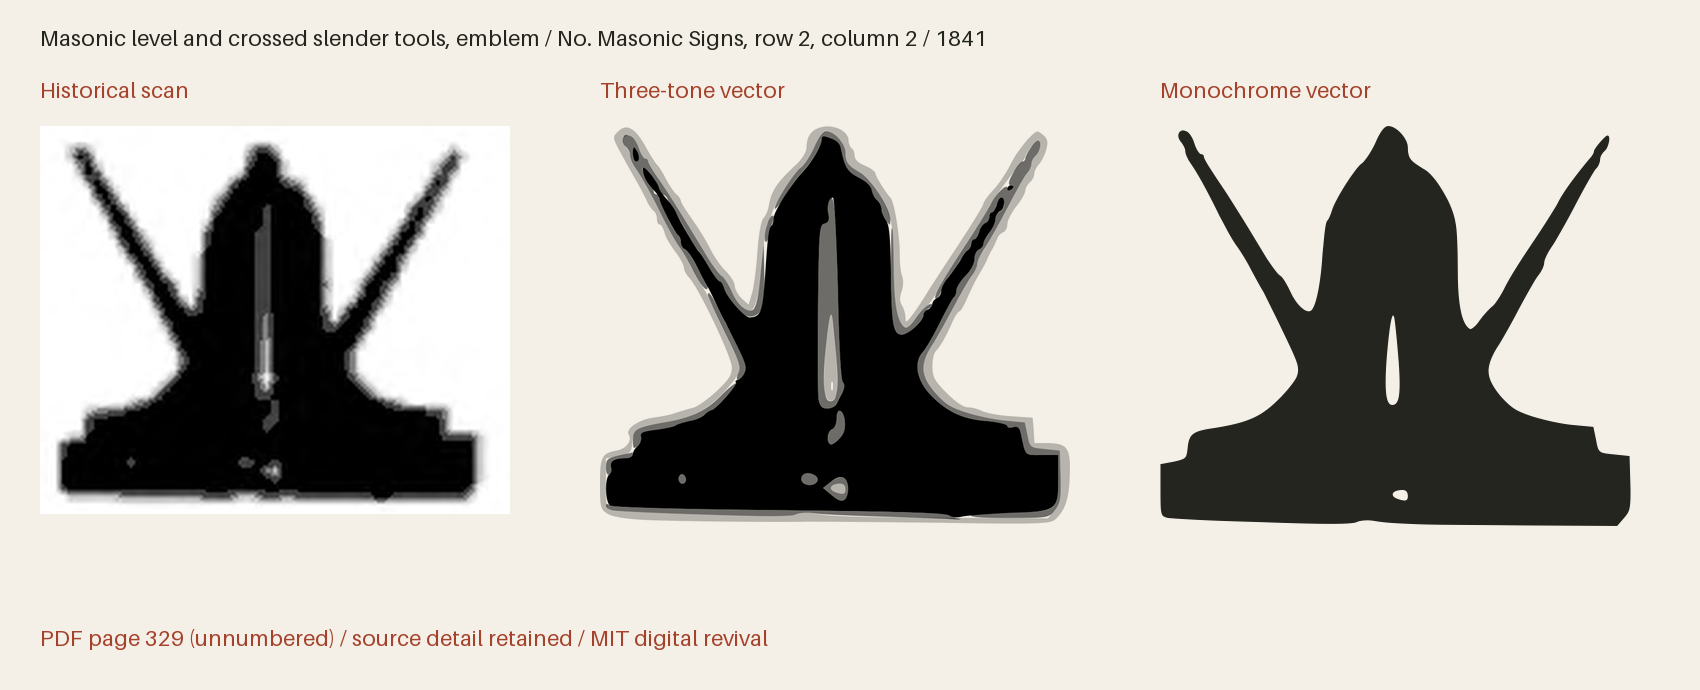 Masonic level and crossed slender tools, emblem / No. Masonic Signs, row 2, column 2 / 1841
Historical scan
Three-tone vector
Monochrome vector
PDF page 329 (unnumbered) / source detail retained / MIT digital revival